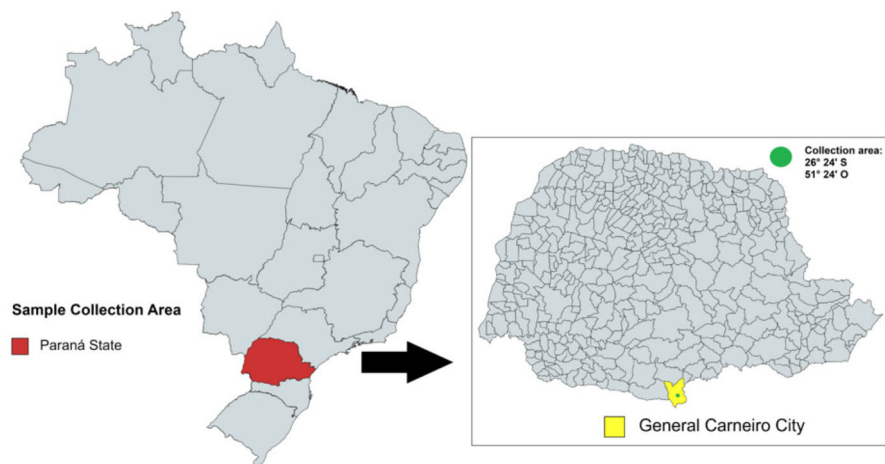 Sample Collection Area
Paraná State
Collection area:
26° 24' S
51° 24' O
General Carneiro City